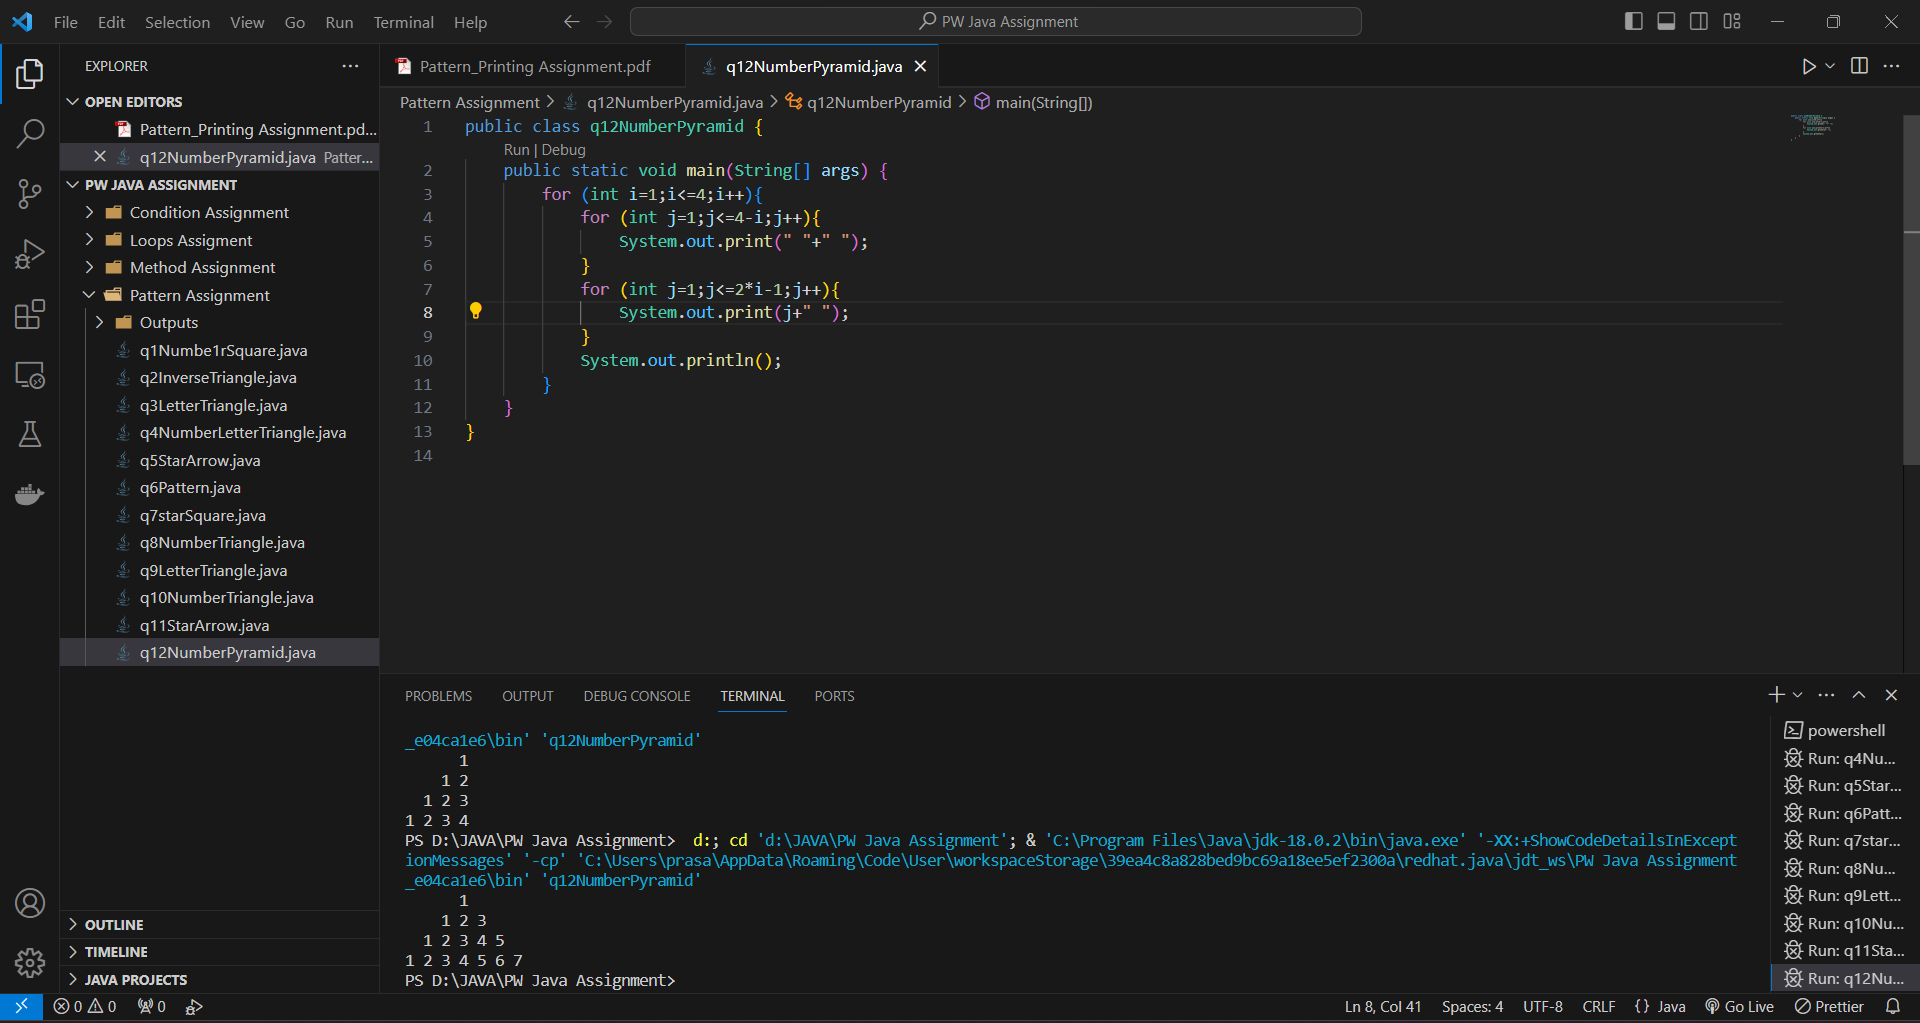 File Edit Selection View Go Run Terminal Help
PW Java Assignment
EXPLORER
OPEN EDITORS
Pattern_Printing Assignment.pd...
q12NumberPyramid.java Patter...
PW JAVA ASSIGNMENT
Condition Assignment
Loops Assigment
Method Assignment
Pattern Assignment
Outputs
q1Numbe1rSquare.java
q2InverseTriangle.java
q3LetterTriangle.java
q4NumberLetterTriangle.java
q5StarArrow.java
q6Pattern.java
q7starSquare.java
q8NumberTriangle.java
q9LetterTriangle.java
q10NumberTriangle.java
q11StarArrow.java
q12NumberPyramid.java
OUTLINE
TIMELINE
JAVA PROJECTS
Pattern_Printing Assignment.pdf q12NumberPyramid.java
Pattern Assignment > q12NumberPyramid.java > q12NumberPyramid > main(String[])
1 public class q12NumberPyramid {
Run | Debug
2 public static void main(String[] args) {
3 for (int i=1;i<=4;i++){
4 for (int j=1;j<=4-i;j++){
5 System.out.print(" "+" ");
6 }
7 for (int j=1;j<=2*i-1;j++){
8 System.out.print(j+" ");
9 }
10 System.out.println();
11 }
12 }
13 }
14
PROBLEMS OUTPUT DEBUG CONSOLE TERMINAL PORTS
_e04ca1e6\bin' 'q12NumberPyramid'
1
1 2
1 2 3
1 2 3 4
PS D:\JAVA\PW Java Assignment> d:; cd 'd:\JAVA\PW Java Assignment'; & 'C:\Program Files\Java\jdk-18.0.2\bin\java.exe' '-XX:+ShowCodeDetailsInExcept
ionMessages' '-cp' 'C:\Users\prasa\AppData\Roaming\Code\User\workspaceStorage\39ea4c8a828bed9bc69a18ee5ef2300a\redhat.java\jdt_ws\PW Java Assignment
_e04ca1e6\bin' 'q12NumberPyramid'
1
1 2 3
1 2 3 4 5
1 2 3 4 5 6 7
PS D:\JAVA\PW Java Assignment>
powershell
Run: q4Nu...
Run: q5Star...
Run: q6Patt...
Run: q7star...
Run: q8Nu...
Run: q9Lett...
Run: q10Nu...
Run: q11Sta...
Run: q12Nu...
0 0 0
Ln 8, Col 41 Spaces: 4 UTF-8 CRLF {} Java Go Live Prettier